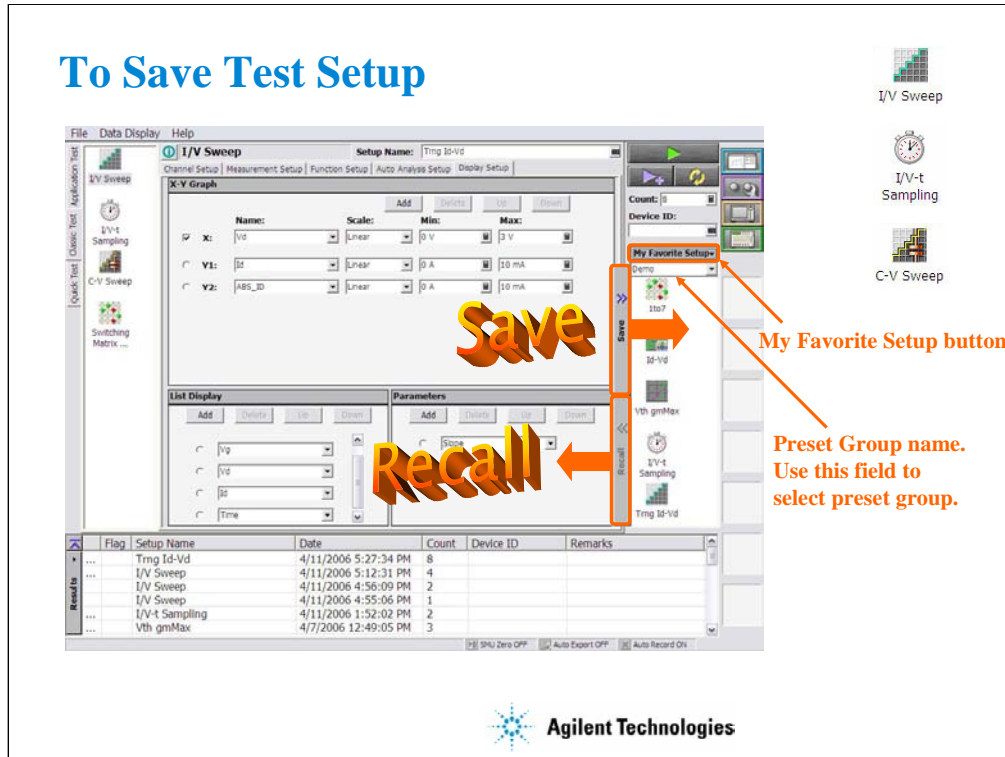 To Save Test Setup
I/V Sweep
I/V-t
Sampling
C-V Sweep
File Data Display Help
Application Test
Classic Test
Quick Test
I/V Sweep
I/V-t
Sampling
C-V Sweep
Switching
Matrix ...
I/V Sweep
Setup Name: Trng Id-Vd
Channel Setup Measurement Setup Function Setup Auto Analysis Setup Display Setup
X-Y Graph
Add Delete Up Down
Name: Scale: Min: Max:
X: Vd Linear 0 V 3 V
Y1: Id Linear 0 A 10 mA
Y2: ABS_ID Linear 0 A 10 mA
List Display
Add Delete Up Down
Vg
Vd
Id
Time
Parameters
Add Delete Up Down
Slope
Save
Recall
Save
Recall
Count: 0
Device ID:
My Favorite Setup
Demo
1to7
Id-Vd
Vth gmMax
I/V-t
Sampling
Trng Id-Vd
My Favorite Setup button
Preset Group name.
Use this field to
select preset group.
Results
Flag Setup Name Date Count Device ID Remarks
... Trng Id-Vd 4/11/2006 5:27:34 PM 8
... I/V Sweep 4/11/2006 5:12:31 PM 4
I/V Sweep 4/11/2006 4:56:09 PM 2
I/V Sweep 4/11/2006 4:55:06 PM 1
... I/V-t Sampling 4/11/2006 1:52:02 PM 2
... Vth gmMax 4/7/2006 12:49:05 PM 3
SMU Zero OFF Auto Export OFF Auto Record ON
Agilent Technologies